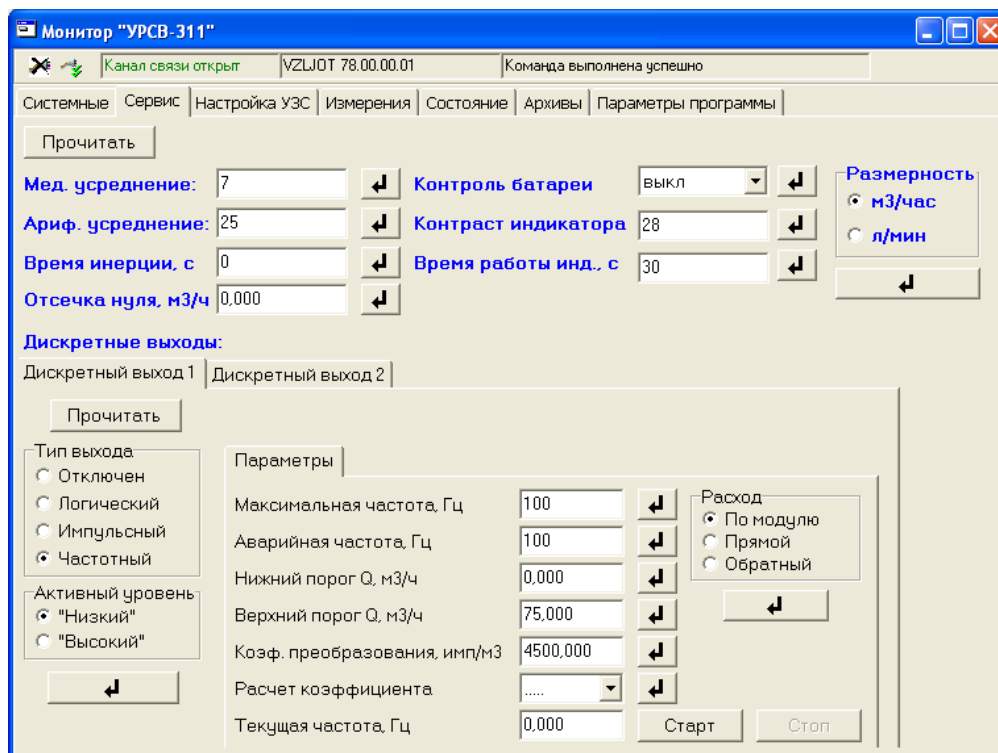 Монитор "УРСВ-311"
Канал связи открыт VZLJOT 78.00.00.01 Команда выполнена успешно
Системные Сервис Настройка УЗС Измерения Состояние Архивы Параметры программы
Прочитать
Мед. усреднение: 7 Контроль батареи выкл Размерность
Ариф. усреднение: 25 Контраст индикатора 28 м3/час
Время инерции, с 0 Время работы инд., с 30 л/мин
Отсечка нуля, м3/ч 0,000
Дискретные выходы:
Дискретный выход 1 Дискретный выход 2
Прочитать
Тип выхода
Отключен
Логический
Импульсный
Частотный
Активный уровень
"Низкий"
"Высокий"
Параметры
Максимальная частота, Гц 100
Аварийная частота, Гц 100
Нижний порог Q, м3/ч 0,000
Верхний порог Q, м3/ч 75,000
Коэф. преобразования, имп/м3 4500,000
Расчет коэффициента .....
Текущая частота, Гц 0,000 Старт Стоп
Расход
По модулю
Прямой
Обратный